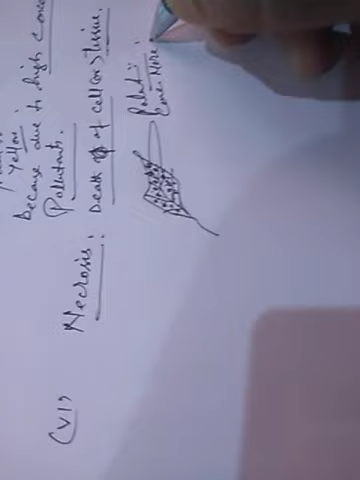 Yellow
because due to high conc
Pollutants.
(VI) Necrosis: Death of cell or tissue.